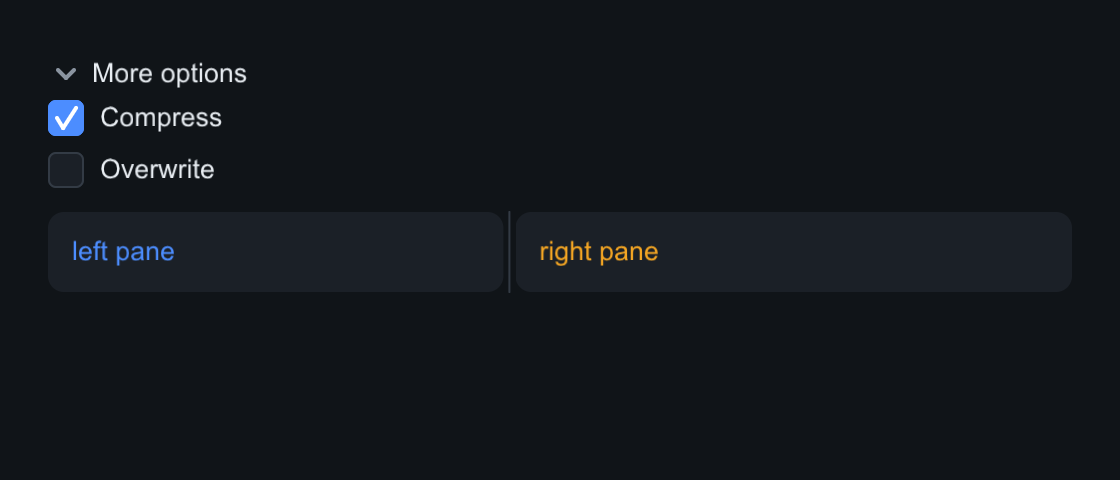 More options
Compress
Overwrite
left pane
right pane